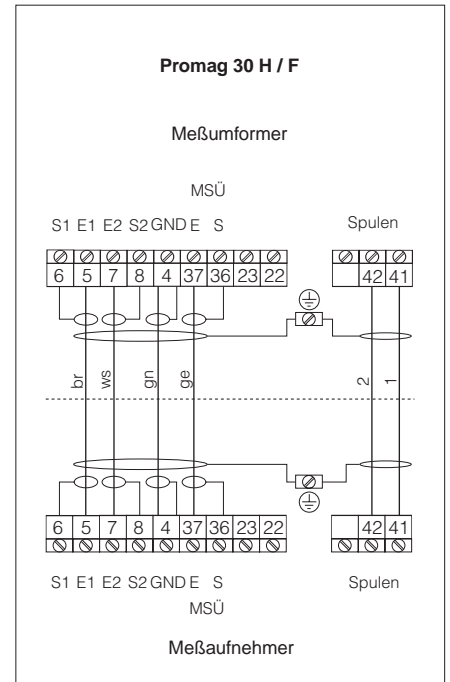 Promag 30 H / F
Meßumformer
MSÜ
S1 E1 E2 S2 GND E S Spulen
6 5 7 8 4 37 36 23 22 42 41
br ws gn ge 2 1
6 5 7 8 4 37 36 23 22 42 41
S1 E1 E2 S2 GND E S Spulen
MSÜ
Meßaufnehmer